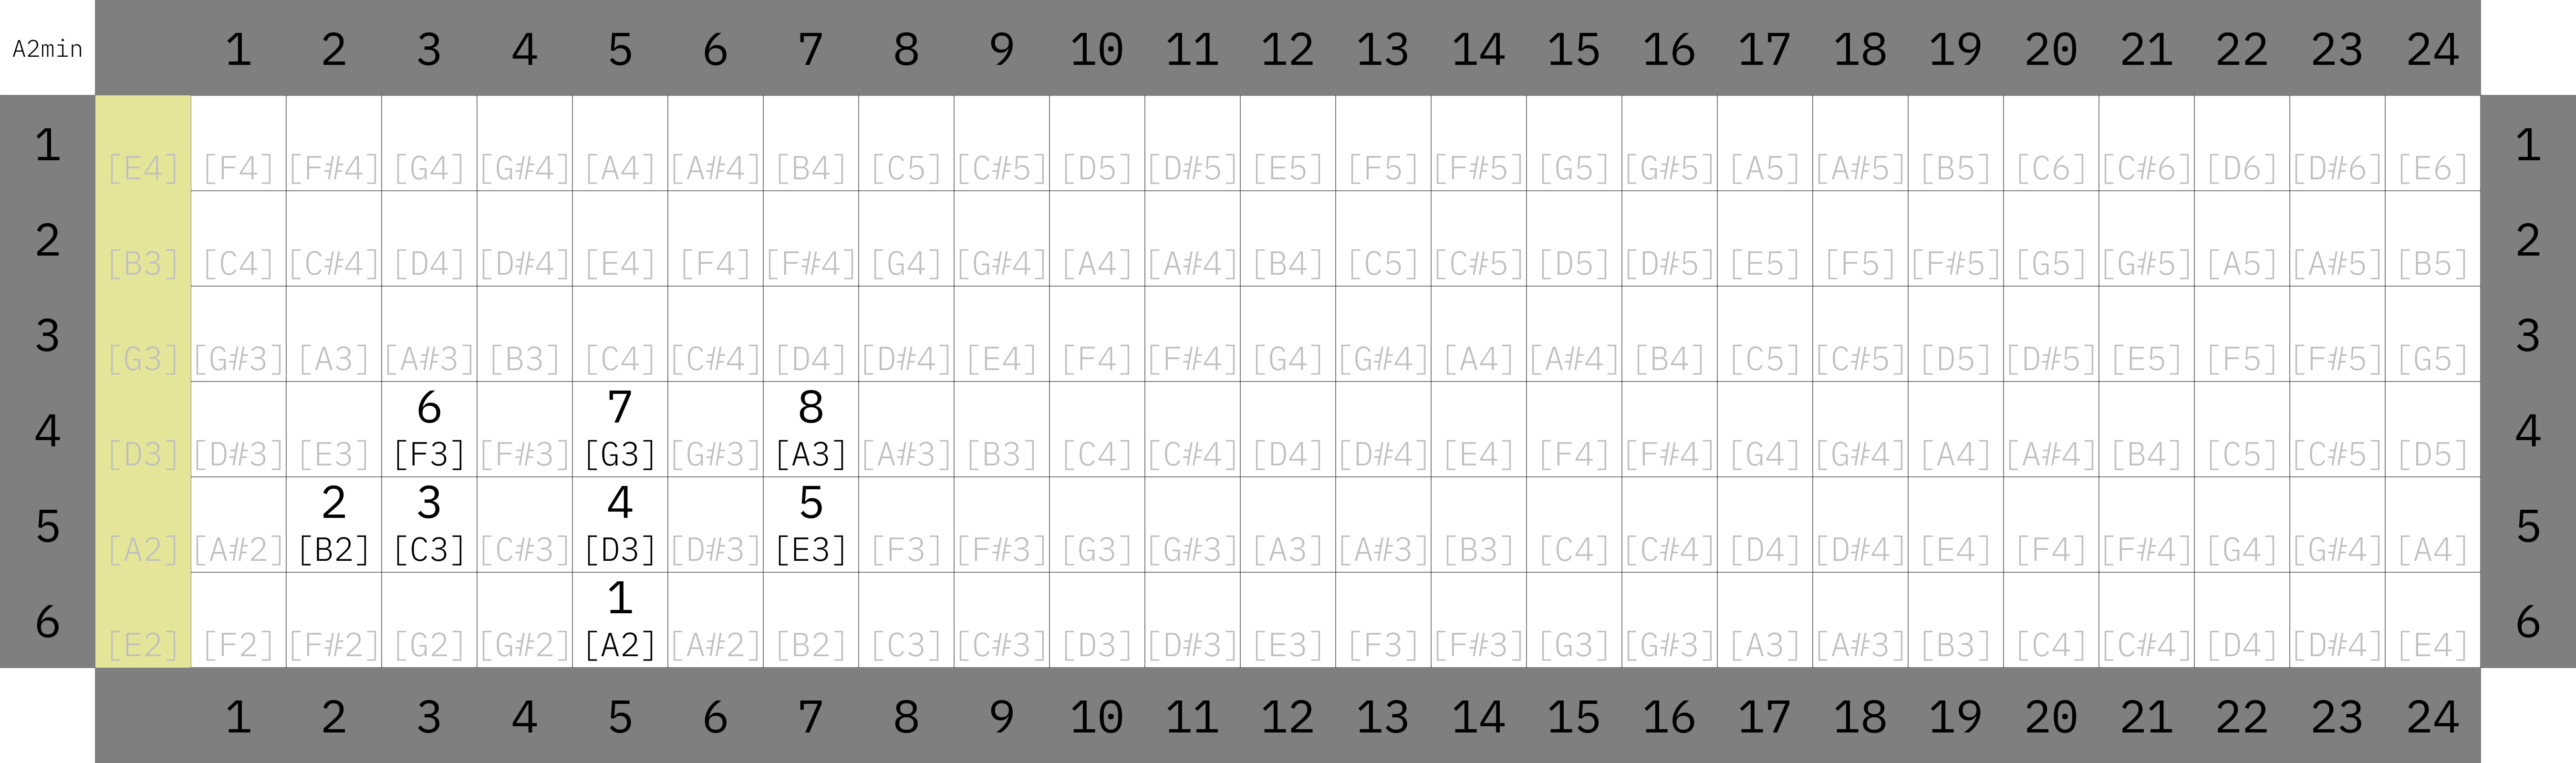 A2min 1 2 3 4 5 6 7 8 9 10 11 12 13 14 15 16 17 18 19 20 21 22 23 24
1 [E4] [F4] [F#4] [G4] [G#4] [A4] [A#4] [B4] [C5] [C#5] [D5] [D#5] [E5] [F5] [F#5] [G5] [G#5] [A5] [A#5] [B5] [C6] [C#6] [D6] [D#6] [E6] 1
2 [B3] [C4] [C#4] [D4] [D#4] [E4] [F4] [F#4] [G4] [G#4] [A4] [A#4] [B4] [C5] [C#5] [D5] [D#5] [E5] [F5] [F#5] [G5] [G#5] [A5] [A#5] [B5] 2
3 [G3] [G#3] [A3] [A#3] [B3] [C4] [C#4] [D4] [D#4] [E4] [F4] [F#4] [G4] [G#4] [A4] [A#4] [B4] [C5] [C#5] [D5] [D#5] [E5] [F5] [F#5] [G5] 3
6 7 8
4 [D3] [D#3] [E3] [F3] [F#3] [G3] [G#3] [A3] [A#3] [B3] [C4] [C#4] [D4] [D#4] [E4] [F4] [F#4] [G4] [G#4] [A4] [A#4] [B4] [C5] [C#5] [D5] 4
2 3 4 5
5 [A2] [A#2] [B2] [C3] [C#3] [D3] [D#3] [E3] [F3] [F#3] [G3] [G#3] [A3] [A#3] [B3] [C4] [C#4] [D4] [D#4] [E4] [F4] [F#4] [G4] [G#4] [A4] 5
1
6 [E2] [F2] [F#2] [G2] [G#2] [A2] [A#2] [B2] [C3] [C#3] [D3] [D#3] [E3] [F3] [F#3] [G3] [G#3] [A3] [A#3] [B3] [C4] [C#4] [D4] [D#4] [E4] 6
1 2 3 4 5 6 7 8 9 10 11 12 13 14 15 16 17 18 19 20 21 22 23 24